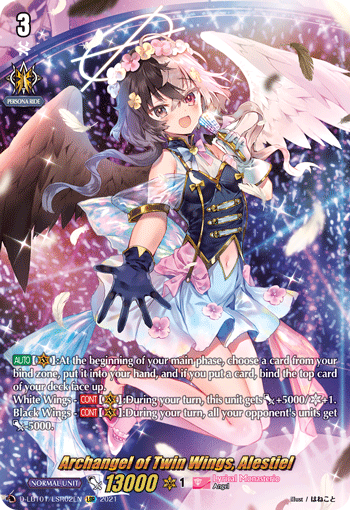 3
PERSONA RIDE
AUTO【】:At the beginning of your main phase, choose a card from your
bind zone, put it into your hand, and if you put a card, bind the top card
of your deck face up.
White Wings - CONT【】:During your turn, this unit gets +5000/+1.
Black Wings - CONT【】:During your turn, all your opponent's units get
-5000.
Archangel of Twin Wings, Alestiel
NORMAL UNIT
13000
1
Lyrical Monasterio
Angel
D-LBT01-LSR02EN LSR 2021
Illust / はねこと